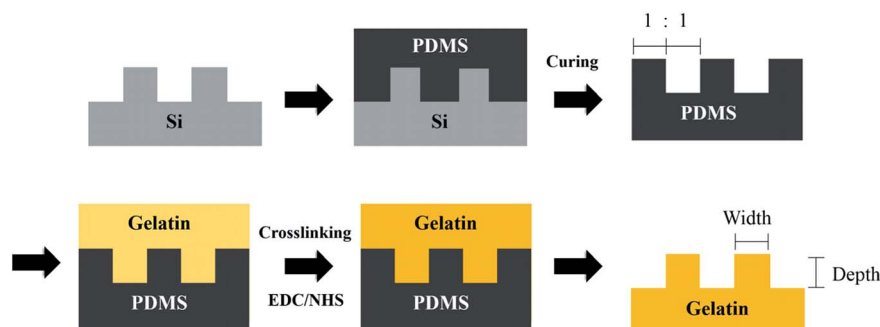 Si
PDMS
Si
Curing
1 : 1
PDMS
Gelatin
PDMS
Crosslinking
EDC/NHS
Gelatin
PDMS
Width
Depth
Gelatin